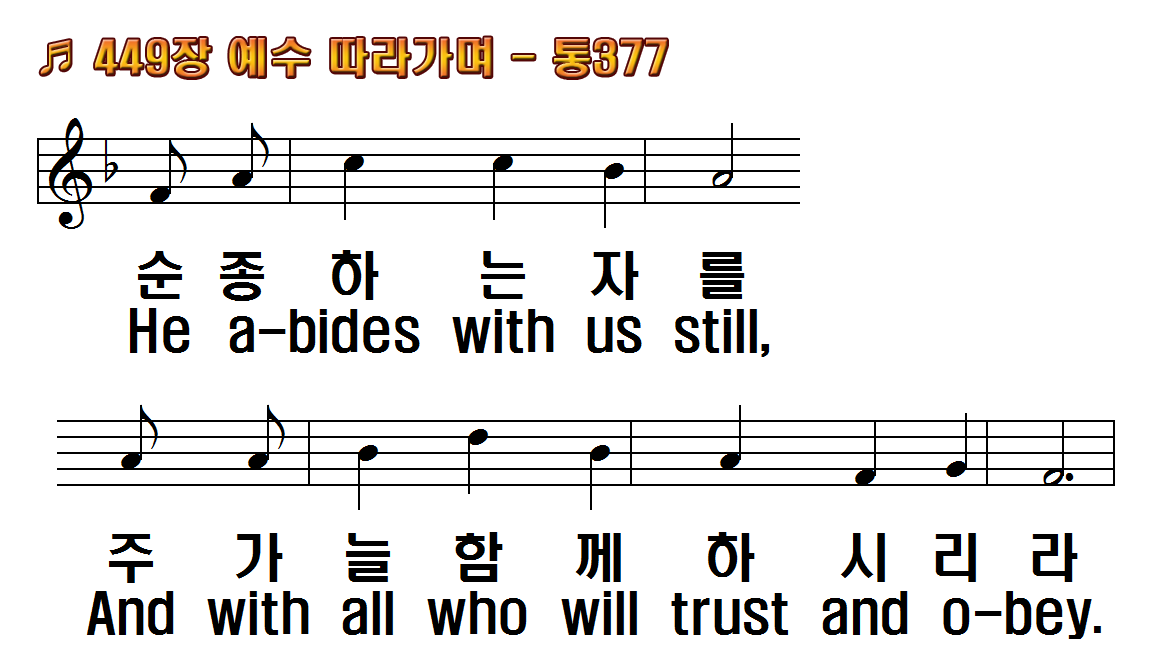 449장 예수 따라가며 - 통377
순 종 하 는 자 를
He a-bides with us still,
주 가 늘 함 께 하 시 리 라
And with all who will trust and o-bey.